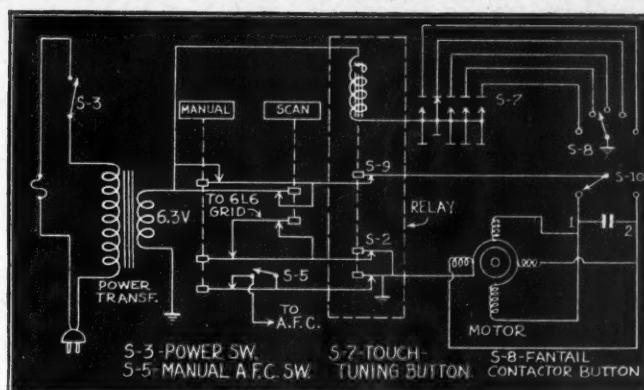 S-3
MANUAL
SCAN
S-7
S-8
S-9
S-10
TO 6L6
GRID
6.3V
RELAY
S-2
1
2
S-5
POWER
TRANSF.
TO
A.F.C.
MOTOR
S-3-POWER SW.
S-5-MANUAL A.F.C. SW.
S-7-TOUCH-
TUNING BUTTON.
S-8-FANTAIL
CONTACTOR BUTTON